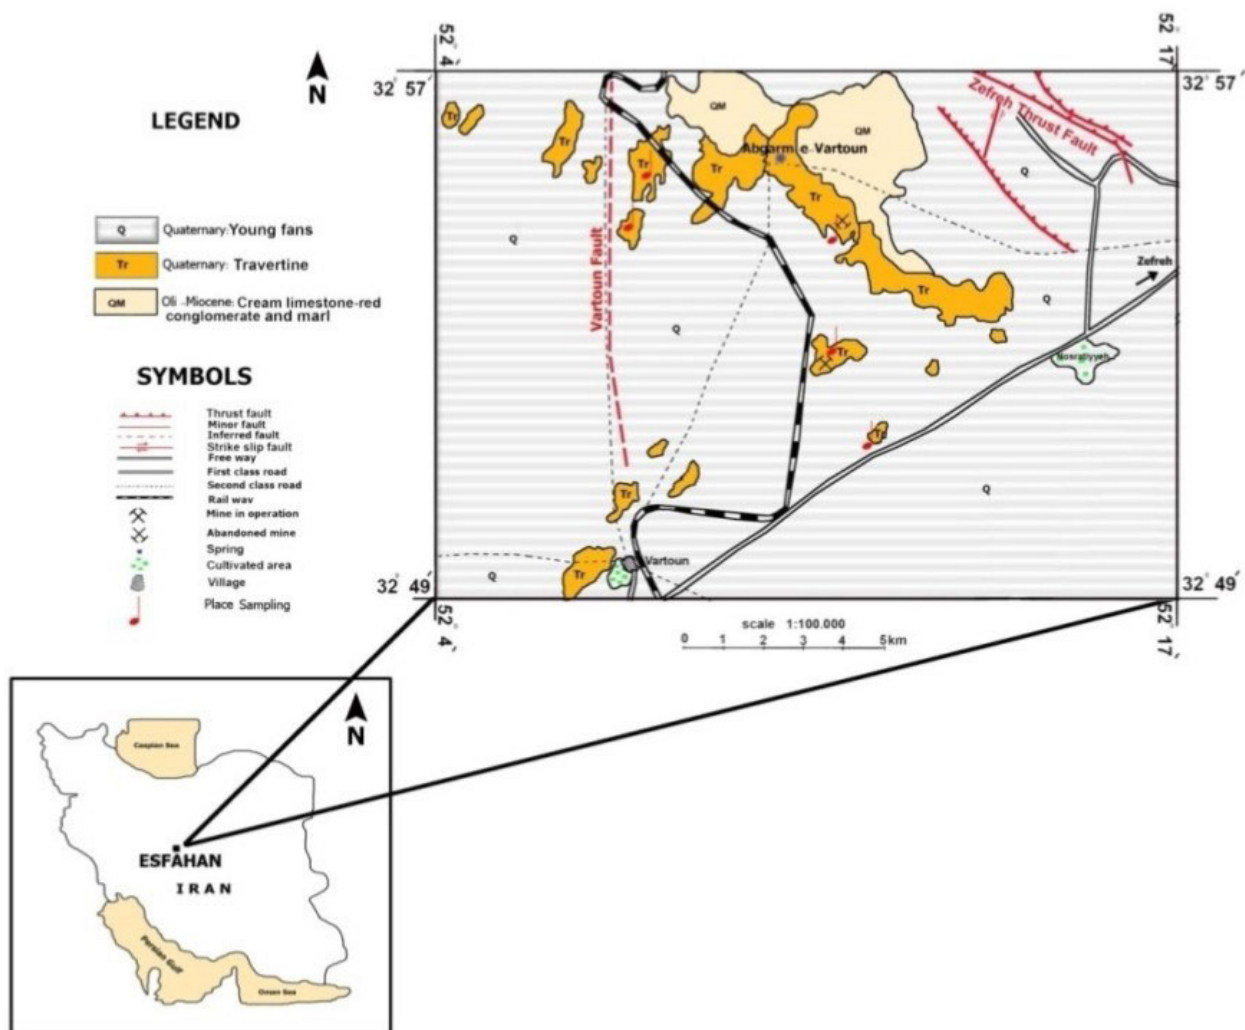 52° 4′
52° 17′
N
32° 57′
32° 57′
LEGEND
Q Quaternary: Young fans
Tr Quaternary: Travertine
QM Oli -Miocene: Cream limestone-red
conglomerate and marl
SYMBOLS
Thrust fault
Minor fault
Inferred fault
Strike slip fault
Free way
First class road
Second class road
Rail wav
Mine in operation
Abandoned mine
Spring
Cultivated area
Village
Place Sampling
QM
QM
Zefreh Thrust Fault
Tr
Tr
Abgarm e-Vartoun
Tr
Tr
Q
Tr
Q
Vartoun Fault
Zefreh
Tr
Q
Q
Tr
Nosratiyyeh
Tr
Q
Tr
Vartoun
Q
Tr
32° 49′
32° 49′
52° 4′
52° 17′
scale 1:100.000
0 1 2 3 4 5km
N
Caspian Sea
ESFAHAN
IRAN
Persian Gulf
Oman Sea